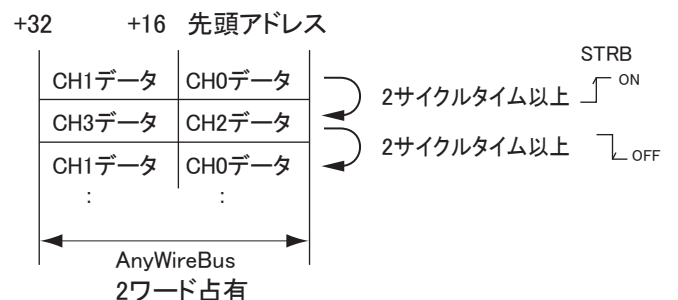 +32 +16 先頭アドレス
STRB
CH1データ CH0データ
2サイクルタイム以上 ON
CH3データ CH2データ
2サイクルタイム以上 OFF
CH1データ CH0データ
: :
AnyWireBus
2ワード占有